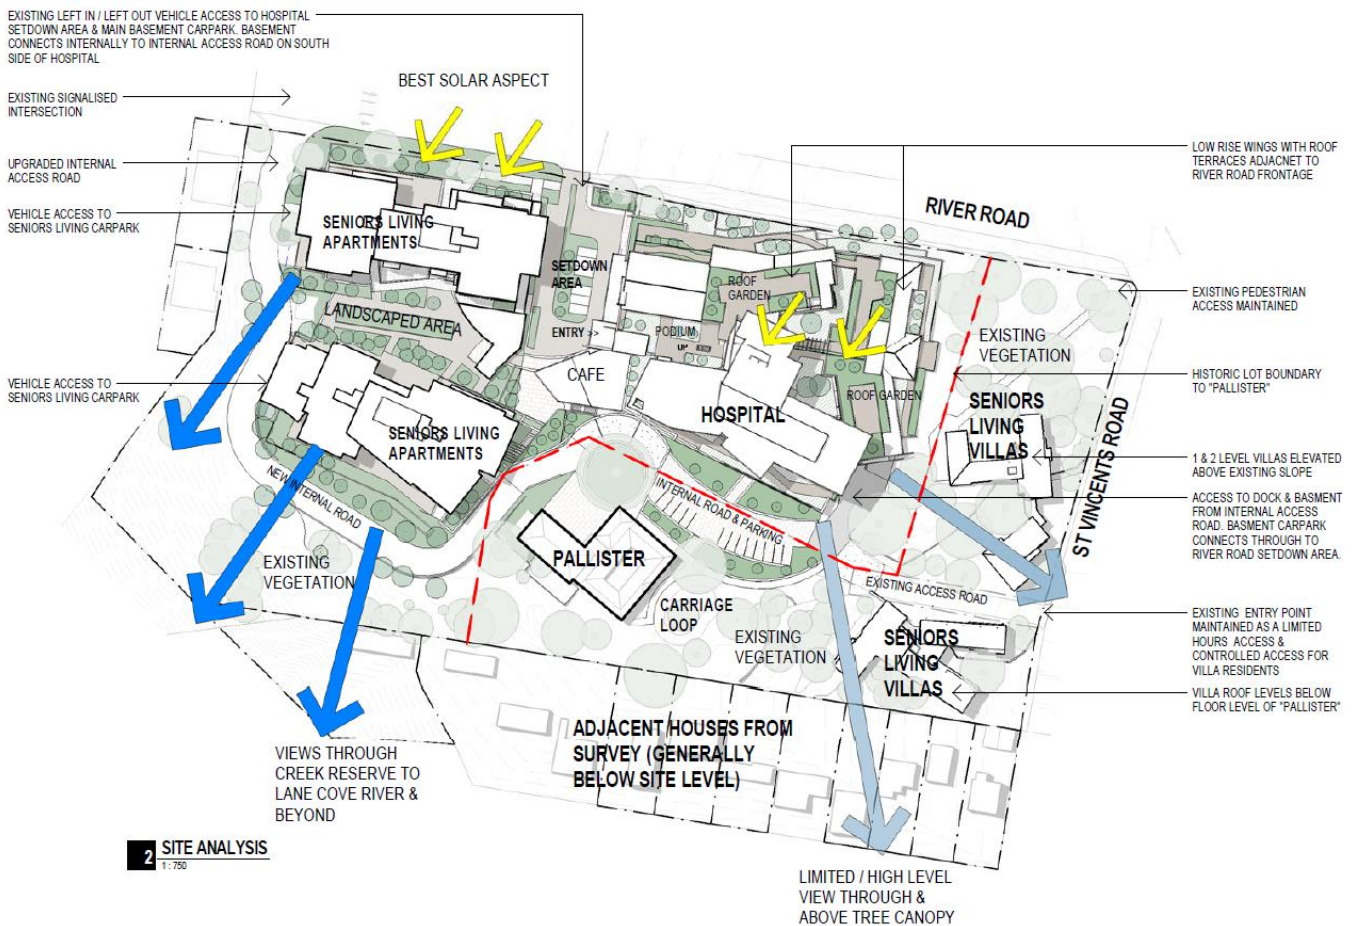 EXISTING LEFT IN / LEFT OUT VEHICLE ACCESS TO HOSPITAL
SETDOWN AREA & MAIN BASEMENT CARPARK. BASEMENT
CONNECTS INTERNALLY TO INTERNAL ACCESS ROAD ON SOUTH
SIDE OF HOSPITAL
BEST SOLAR ASPECT
EXISTING SIGNALISED
INTERSECTION
UPGRADED INTERNAL
ACCESS ROAD
VEHICLE ACCESS TO
SENIORS LIVING CARPARK
VEHICLE ACCESS TO
SENIORS LIVING CARPARK
LOW RISE WINGS WITH ROOF
TERRACES ADJACNET TO
RIVER ROAD FRONTAGE
RIVER ROAD
EXISTING PEDESTRIAN
ACCESS MAINTAINED
HISTORIC LOT BOUNDARY
TO "PALLISTER"
1 & 2 LEVEL VILLAS ELEVATED
ABOVE EXISTING SLOPE
ACCESS TO DOCK & BASMENT
FROM INTERNAL ACCESS
ROAD. BASMENT CARPARK
CONNECTS THROUGH TO
RIVER ROAD SETDOWN AREA.
EXISTING ENTRY POINT
MAINTAINED AS A LIMITED
HOURS ACCESS &
CONTROLLED ACCESS FOR
VILLA RESIDENTS
VILLA ROOF LEVELS BELOW
FLOOR LEVEL OF "PALLISTER"
ST VINCENTS ROAD
SENIORS LIVING
APARTMENTS
SETDOWN
AREA
ROOF
GARDEN
LANDSCAPED AREA
ENTRY >>
PODIUM
UP
CAFE
HOSPITAL
ROOF GARDEN
EXISTING
VEGETATION
SENIORS
LIVING
VILLAS
SENIORS LIVING
APARTMENTS
NEW INTERNAL ROAD
INTERNAL ROAD & PARKING
EXISTING
VEGETATION
PALLISTER
CARRIAGE
LOOP
EXISTING ACCESS ROAD
EXISTING
VEGETATION
SENIORS
LIVING
VILLAS
ADJACENT HOUSES FROM
SURVEY (GENERALLY
BELOW SITE LEVEL)
VIEWS THROUGH
CREEK RESERVE TO
LANE COVE RIVER &
BEYOND
2 SITE ANALYSIS
1 : 750
LIMITED / HIGH LEVEL
VIEW THROUGH &
ABOVE TREE CANOPY